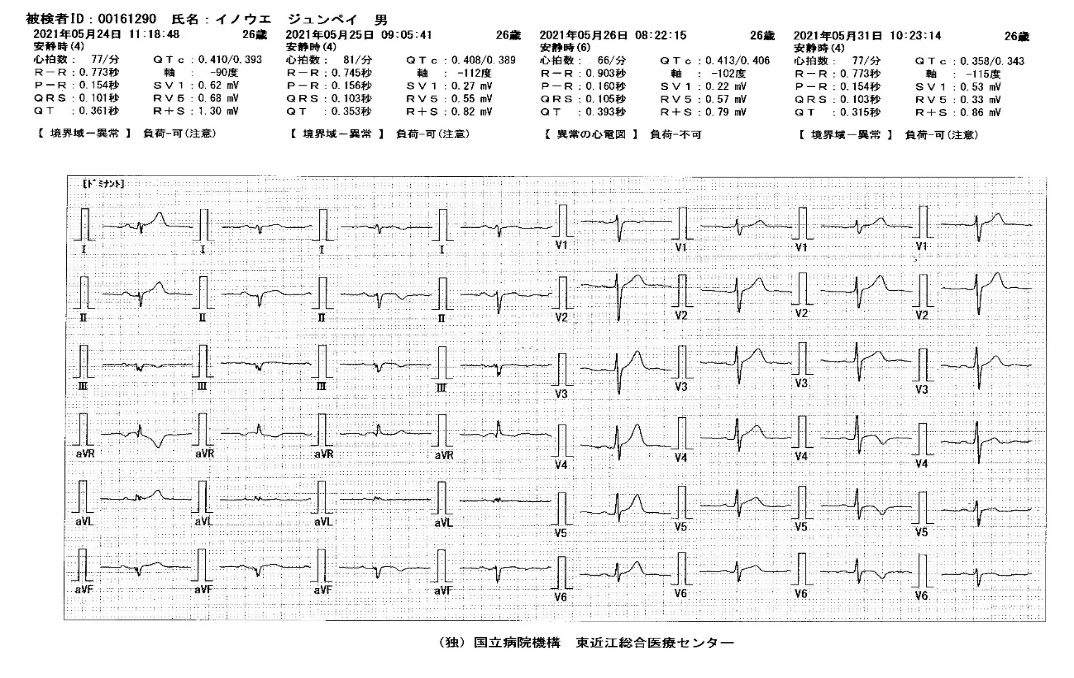 被検者ID：00161290　氏名：イノウエ　ジュンペイ　男
2021年05月24日 11:18:48　26歳
安静時(4)
心拍数： 77/分　QTc：0.410/0.393
R－R：0.773秒　軸　： -90度
P－R：0.154秒　SV1：0.62 mV
QRS：0.101秒　RV5：0.68 mV
QT　：0.361秒　R+S：1.30 mV
【 境界域－異常 】 負荷-可(注意)
2021年05月25日 09:05:41　26歳
安静時(4)
心拍数： 81/分　QTc：0.408/0.389
R－R：0.745秒　軸　： -112度
P－R：0.156秒　SV1：0.27 mV
QRS：0.103秒　RV5：0.55 mV
QT　：0.353秒　R+S：0.82 mV
【 境界域－異常 】 負荷-可(注意)
2021年05月26日 08:22:15　26歳
安静時(6)
心拍数： 66/分　QTc：0.413/0.406
R－R：0.903秒　軸　： -102度
P－R：0.160秒　SV1：0.22 mV
QRS：0.105秒　RV5：0.57 mV
QT　：0.393秒　R+S：0.79 mV
【 異常の心電図 】 負荷-不可
2021年05月31日 10:23:14　26歳
安静時(4)
心拍数： 77/分　QTc：0.358/0.343
R－R：0.773秒　軸　： -115度
P－R：0.154秒　SV1：0.53 mV
QRS：0.103秒　RV5：0.33 mV
QT　：0.315秒　R+S：0.86 mV
【 境界域－異常 】 負荷-可(注意)
[ﾄﾞﾐﾅﾝﾄ]
Ⅰ Ⅰ Ⅰ Ⅰ V1 V1 V1 V1
Ⅱ Ⅱ Ⅱ Ⅱ V2 V2 V2 V2
Ⅲ Ⅲ Ⅲ Ⅲ V3 V3 V3 V3
aVR aVR aVR aVR V4 V4 V4 V4
aVL aVL aVL aVL V5 V5 V5 V5
aVF aVF aVF aVF V6 V6 V6 V6
（独）国立病院機構　東近江総合医療センター